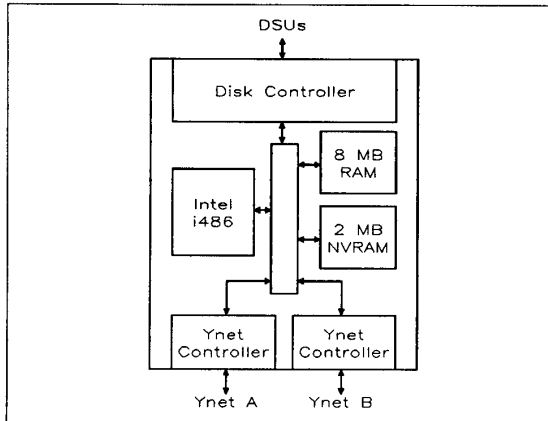 DSUs
Disk Controller
8 MB
RAM
Intel
i486
2 MB
NVRAM
Ynet
Controller
Ynet
Controller
Ynet A
Ynet B